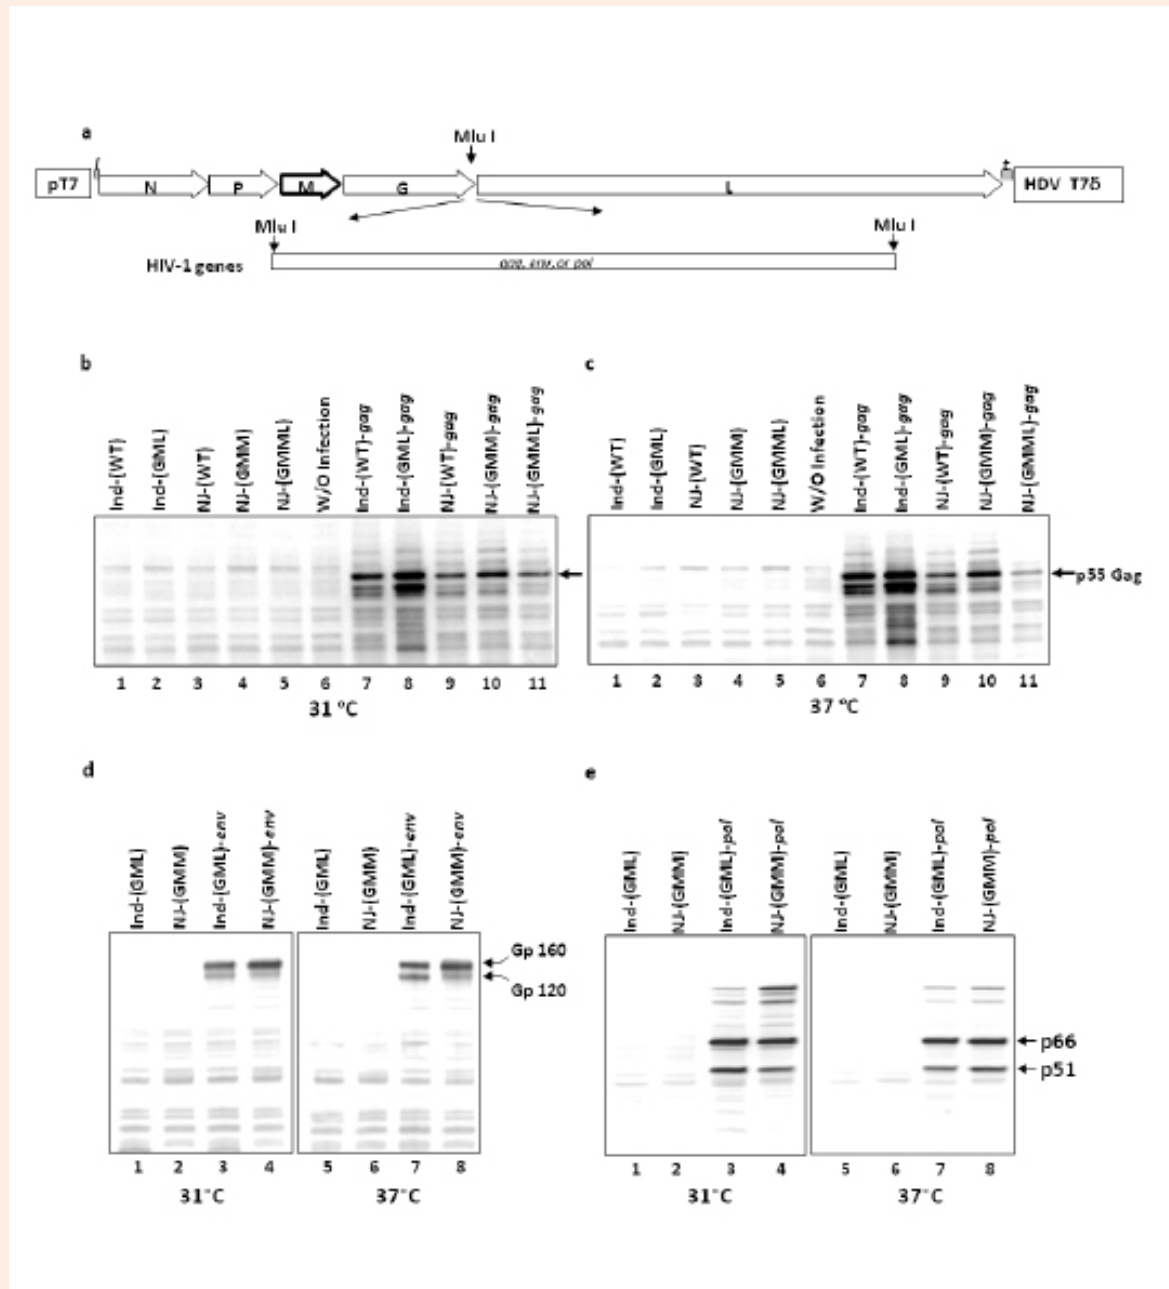 a
Mlu I
pT7 N P M G L HDV T7δ
Mlu I Mlu I
HIV-1 genes gag, env, or pol
b
Ind-(WT)
Ind-(GML)
NJ-(WT)
NJ-(GMM)
NJ-(GMML)
W/O Infection
Ind-(WT)-gag
Ind-(GML)-gag
NJ-(WT)-gag
NJ-(GMM)-gag
NJ-(GMML)-gag
1 2 3 4 5 6 7 8 9 10 11
31 °C
c
Ind-(WT)
Ind-(GML)
NJ-(WT)
NJ-(GMM)
NJ-(GMML)
W/O Infection
Ind-(WT)-gag
Ind-(GML)-gag
NJ-(WT)-gag
NJ-(GMM)-gag
NJ-(GMML)-gag
p55 Gag
1 2 3 4 5 6 7 8 9 10 11
37 °C
d
Ind-(GML)
NJ-(GMM)
Ind-(GML)-env
NJ-(GMM)-env
Ind-(GML)
NJ-(GMM)
Ind-(GML)-env
NJ-(GMM)-env
Gp 160
Gp 120
1 2 3 4 5 6 7 8
31°C 37°C
e
Ind-(GML)
NJ-(GMM)
Ind-(GML)-pol
NJ-(GMM)-pol
Ind-(GML)
NJ-(GMM)
Ind-(GML)-pol
NJ-(GMM)-pol
p66
p51
1 2 3 4 5 6 7 8
31°C 37°C